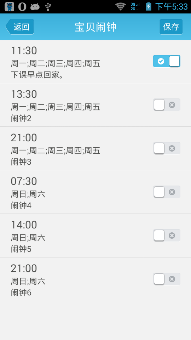 下午5:33
返回
宝贝闹钟
保存
11:30
周一;周二;周三;周四;周五
下课早点回家。
13:30
周一;周二;周三;周四;周五
闹钟2
21:00
周一;周二;周三;周四;周五
闹钟3
07:30
周日;周六
闹钟4
14:00
周日;周六
闹钟5
21:00
周日;周六
闹钟6